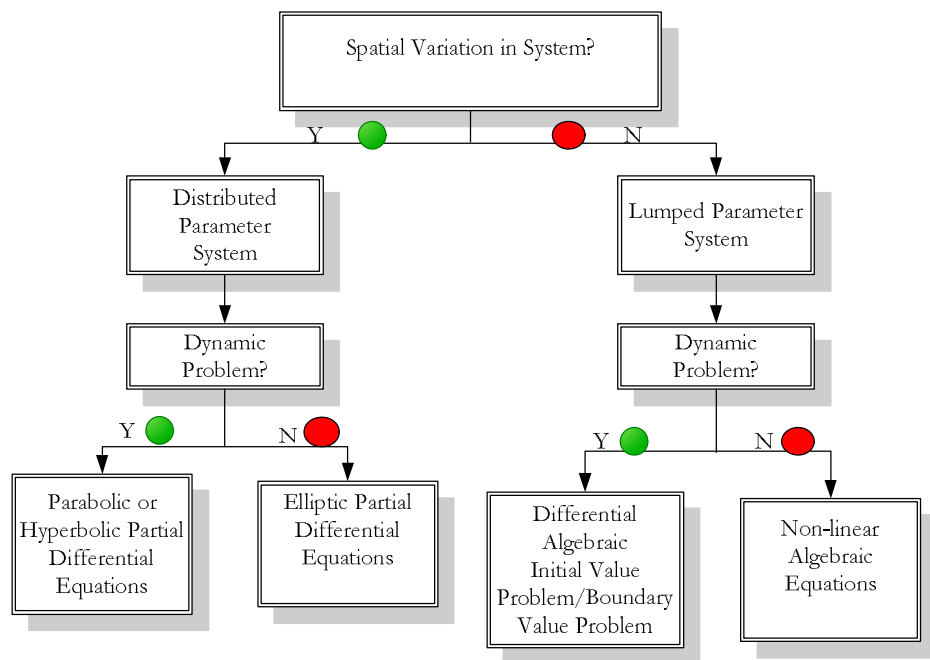 Spatial Variation in System?
Y
N
Distributed
Parameter
System
Lumped Parameter
System
Dynamic
Problem?
Dynamic
Problem?
Y
N
Y
N
Parabolic or
Hyperbolic Partial
Differential
Equations
Elliptic Partial
Differential
Equations
Differential
Algebraic
Initial Value
Problem/Boundary
Value Problem
Non-linear
Algebraic
Equations